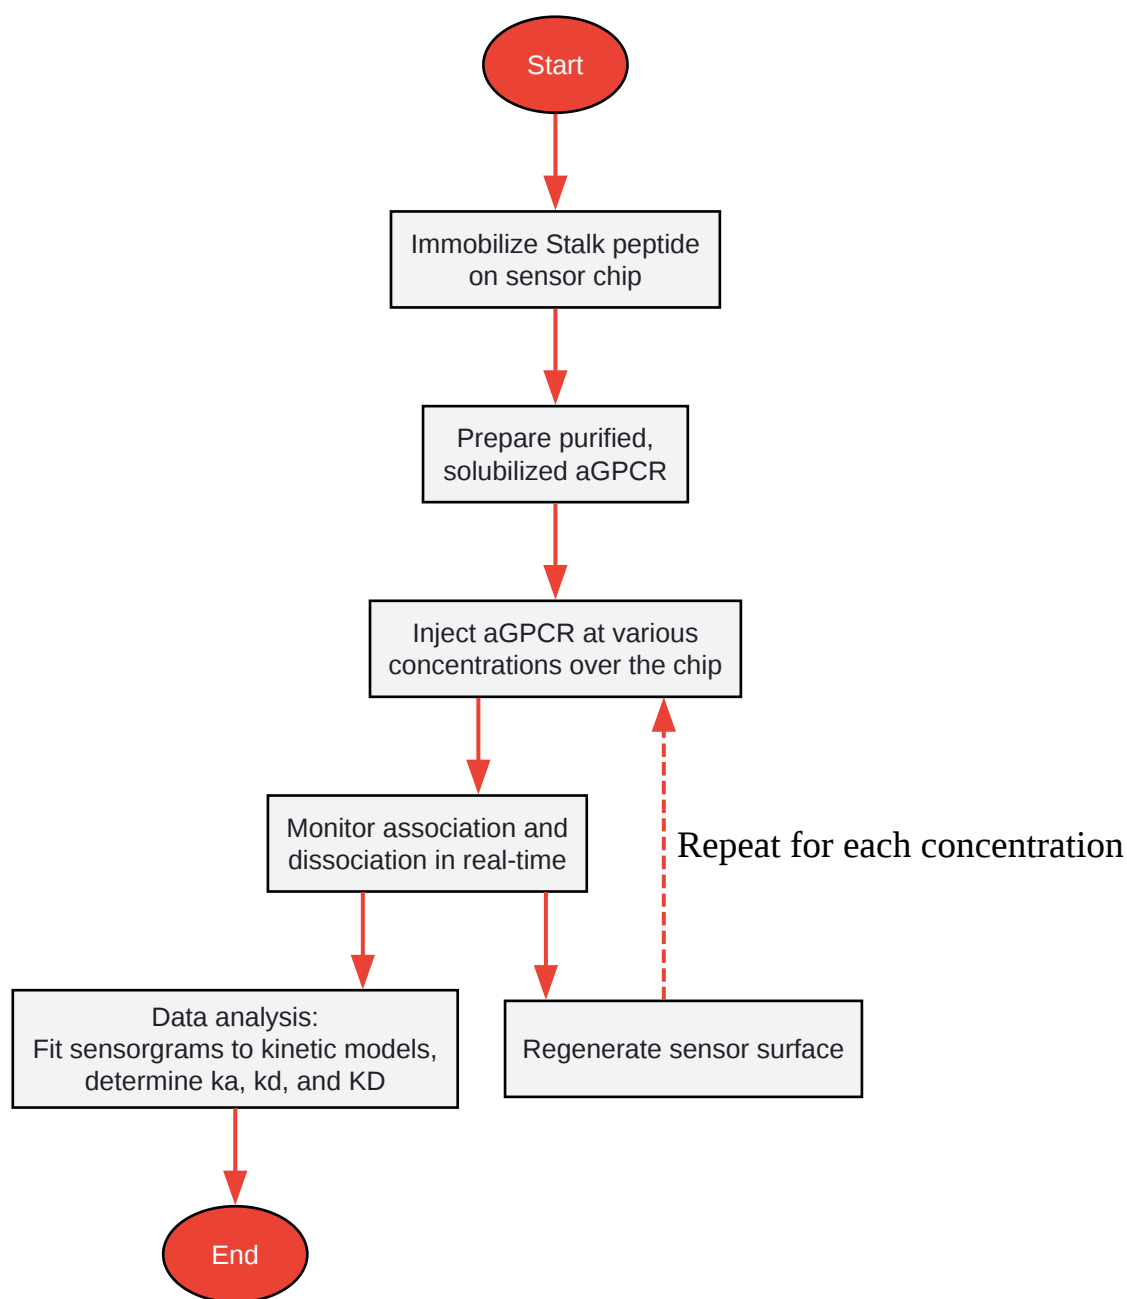 Start
Immobilize Stalk peptide
on sensor chip
Prepare purified,
solubilized aGPCR
Inject aGPCR at various
concentrations over the chip
Monitor association and
dissociation in real-time
Repeat for each concentration
Data analysis:
Fit sensorgrams to kinetic models,
determine ka, kd, and KD
Regenerate sensor surface
End